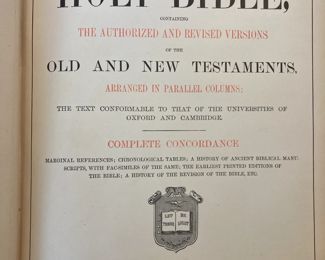 HOLY BIBLE,
CONTAINING
THE AUTHORIZED AND REVISED VERSIONS
OF THE
OLD AND NEW TESTAMENTS,
ARRANGED IN PARALLEL COLUMNS;
THE TEXT CONFORMABLE TO THAT OF THE UNIVERSITIES OF
OXFORD AND CAMBRIDGE.
COMPLETE CONCORDANCE
MARGINAL REFERENCES; CHRONOLOGICAL TABLES; A HISTORY OF ANCIENT BIBLICAL MANU-
SCRIPTS, WITH FAC-SIMILES OF THE SAME; THE EARLIEST PRINTED EDITIONS OF
THE BIBLE; A HISTORY OF THE REVISION OF THE BIBLE, ETC.